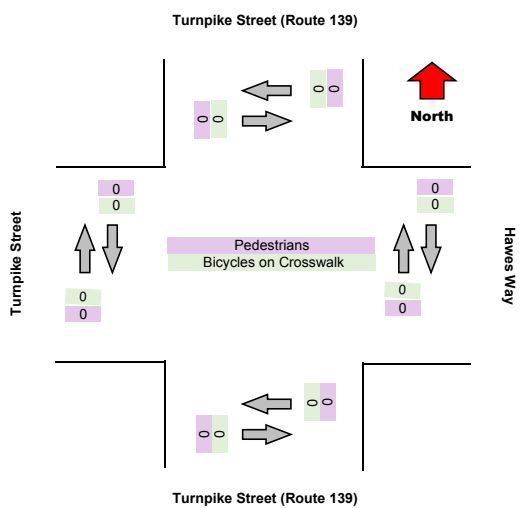 Turnpike Street (Route 139)
0 0
0 0
North
0
0
0
0
Turnpike Street
Pedestrians
Bicycles on Crosswalk
Hawes Way
0
0
0
0
0 0
0 0
Turnpike Street (Route 139)